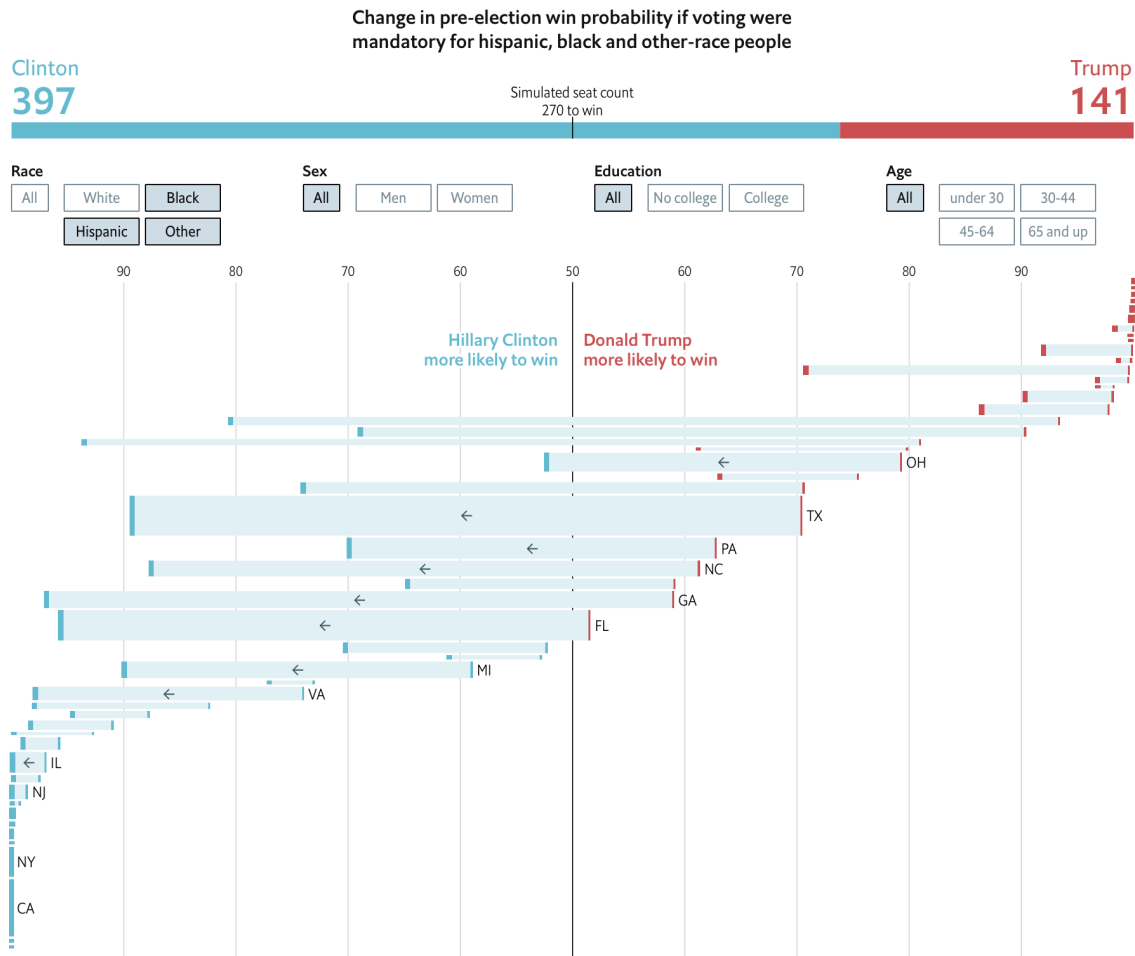 Change in pre-election win probability if voting were
mandatory for hispanic, black and other-race people
Clinton
397
Simulated seat count
270 to win
Trump
141
Race
All
White
Black
Hispanic
Other
Sex
All
Men
Women
Education
All
No college
College
Age
All
under 30
30-44
45-64
65 and up
90 80 70 60 50 60 70 80 90
Hillary Clinton
more likely to win
Donald Trump
more likely to win
OH
TX
PA
NC
GA
FL
MI
VA
IL
NJ
NY
CA